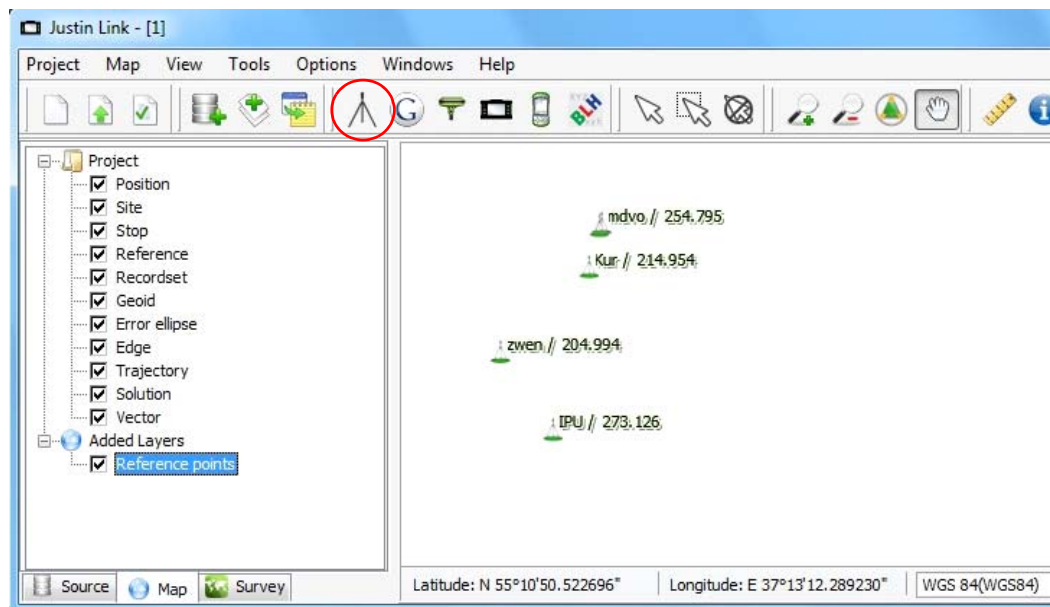 Justin Link - [1]
Project Map View Tools Options Windows Help
G BLH i
Project
Position
Site
Stop
Reference
Recordset
Geoid
Error ellipse
Edge
Trajectory
Solution
Vector
Added Layers
Reference points
mdvo // 254.795
Kur // 214.954
zwen // 204.994
IPU // 273.126
Source Map Survey
Latitude: N 55°10'50.522696" Longitude: E 37°13'12.289230" WGS 84(WGS84)